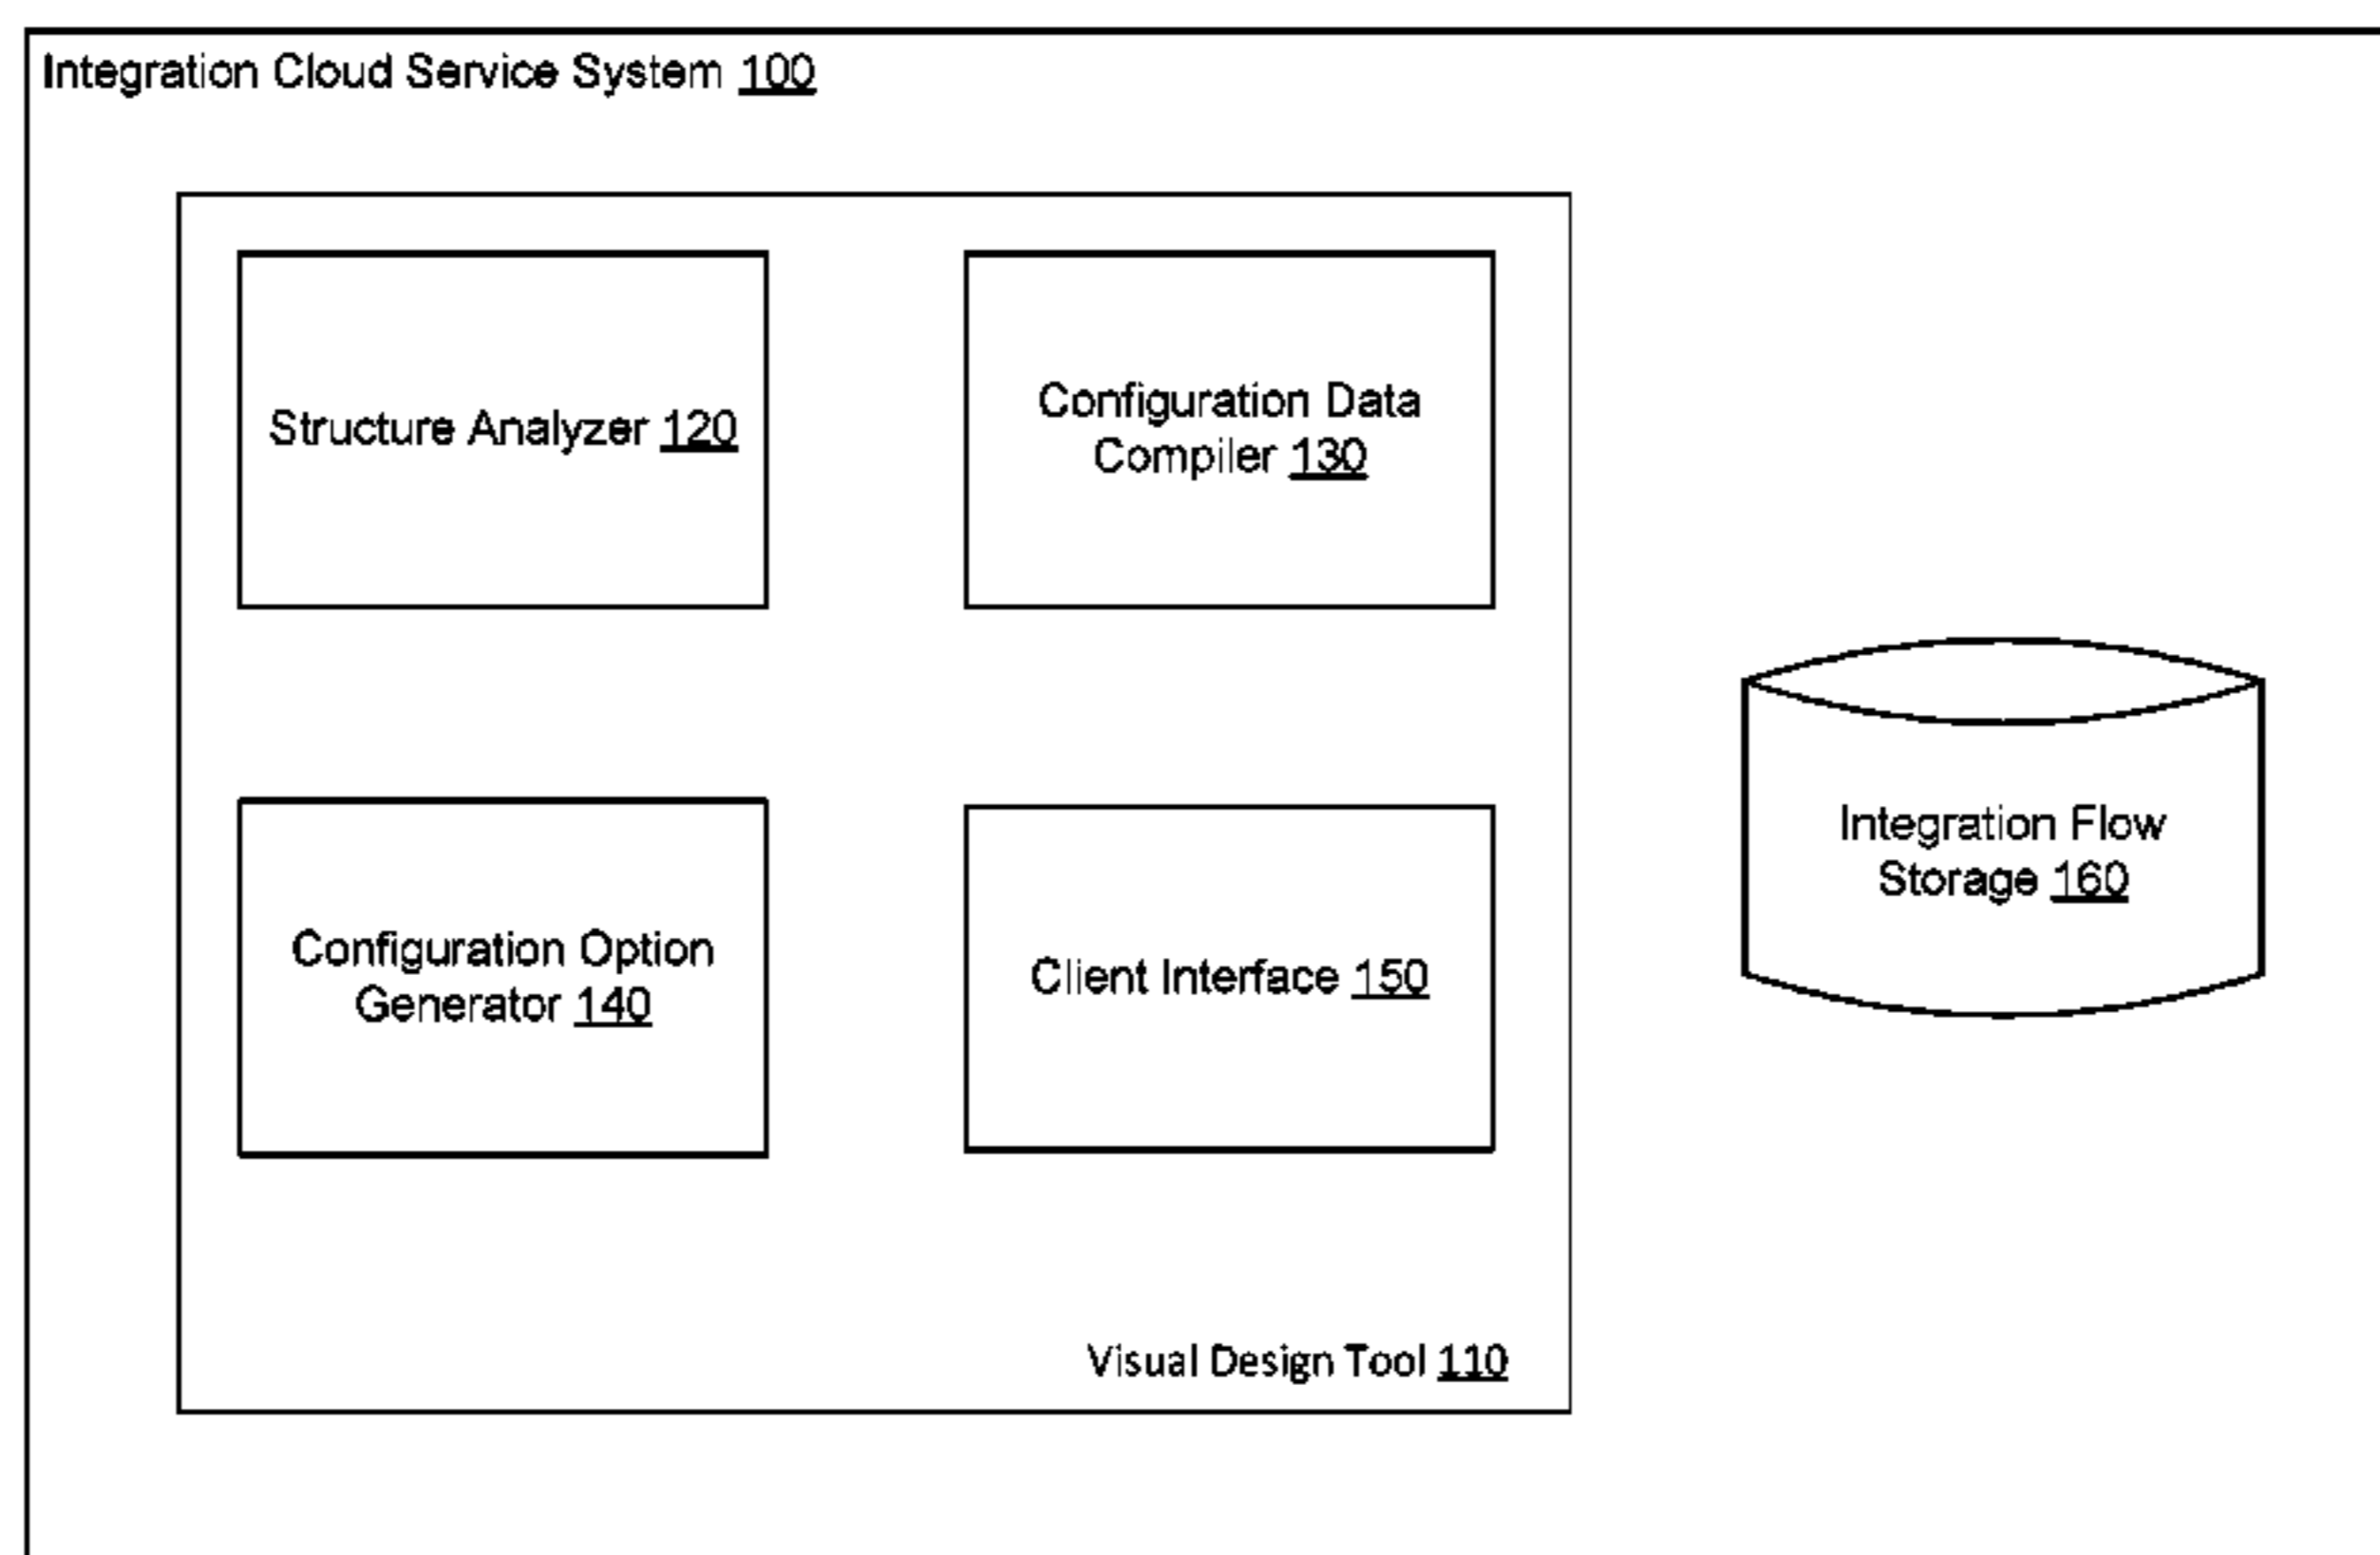 Integration Cloud Service System 100
Structure Analyzer 120
Configuration Data
Compiler 130
Configuration Option
Generator 140
Client Interface 150
Integration Flow
Storage 160
Visual Design Tool 110